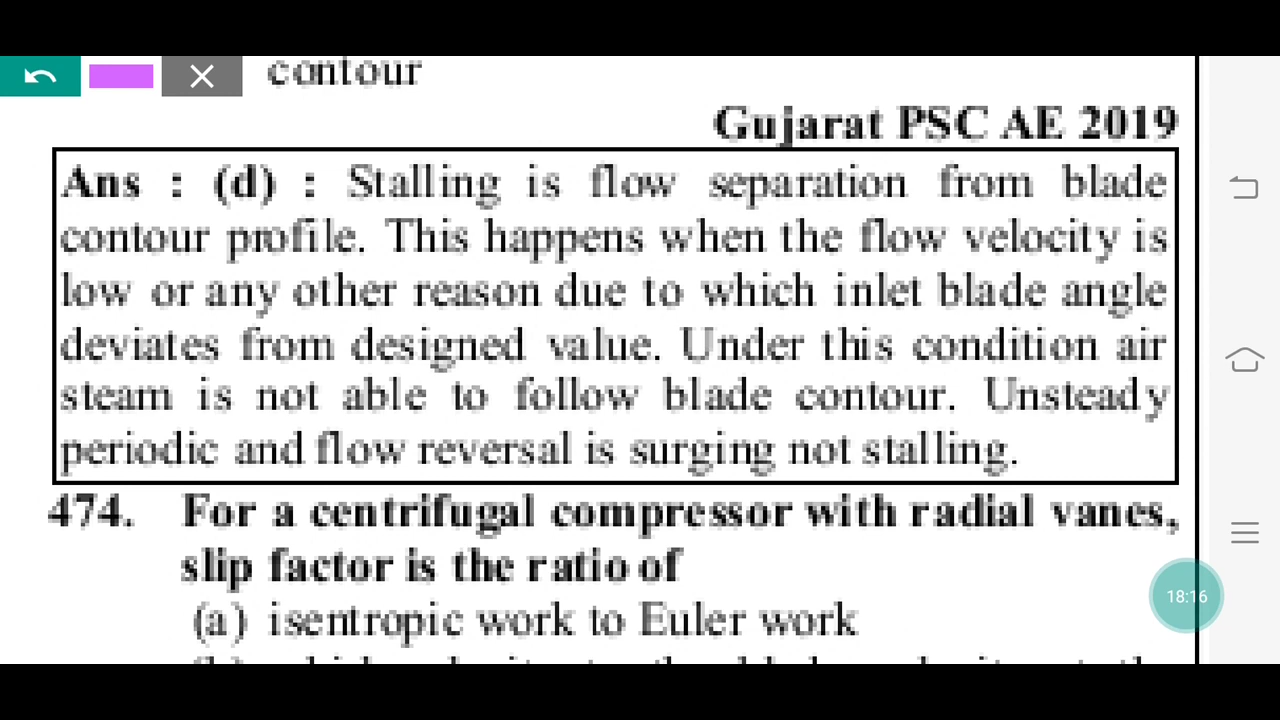 contour
Gujarat PSC AE 2019
Ans : (d) : Stalling is flow separation from blade
contour profile. This happens when the flow velocity is
low or any other reason due to which inlet blade angle
deviates from designed value. Under this condition air
steam is not able to follow blade contour. Unsteady
periodic and flow reversal is surging not stalling.
474. For a centrifugal compressor with radial vanes,
slip factor is the ratio of
(a) isentropic work to Euler work
18:16